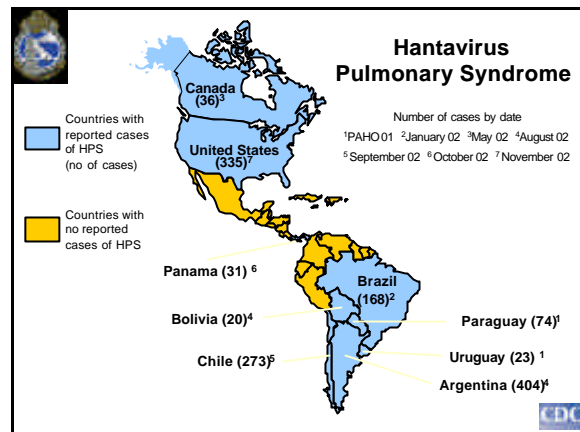 Hantavirus
Pulmonary Syndrome
Number of cases by date
¹PAHO 01 ²January 02 ³May 02 ⁴August 02
⁵September 02 ⁶October 02 ⁷November 02
Countries with
reported cases
of HPS
(no of cases)
Countries with
no reported
cases of HPS
Canada
(36)³
United States
(335)⁷
Panama (31) ⁶
Brazil
(168)²
Bolivia (20)⁴
Paraguay (74)¹
Chile (273)⁵
Uruguay (23) ¹
Argentina (404)⁴
CDC